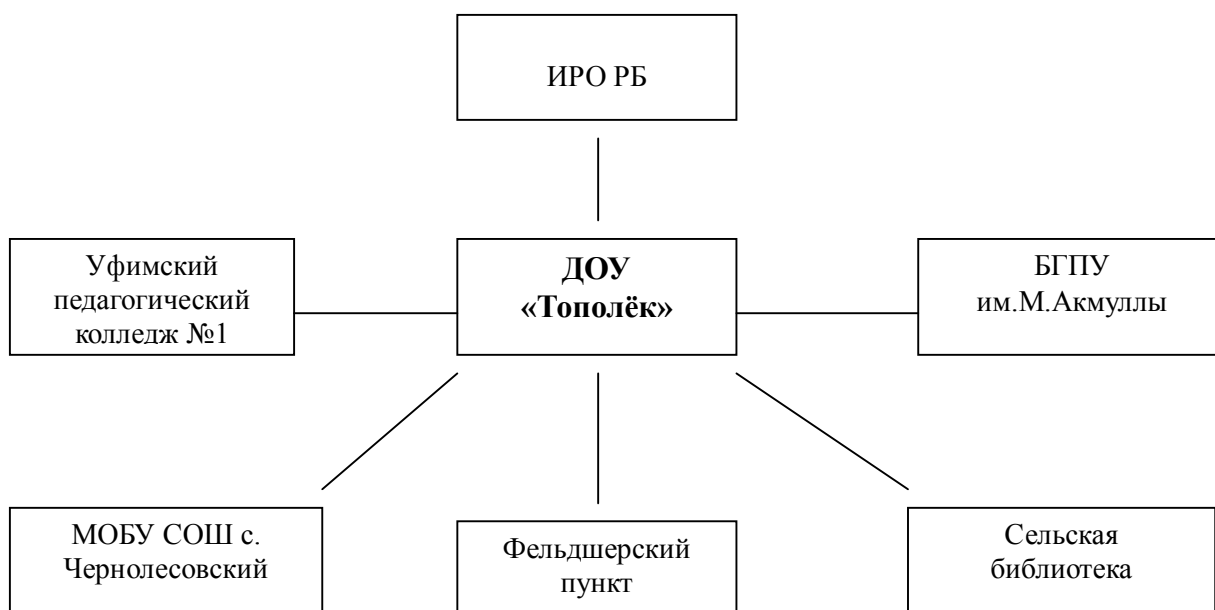 ИРО РБ
Уфимский
педагогический
колледж №1
ДОУ
«Тополёк»
БГПУ
им.М.Акмуллы
МОБУ СОШ с.
Чернолесовский
Фельдшерский
пункт
Сельская
библиотека